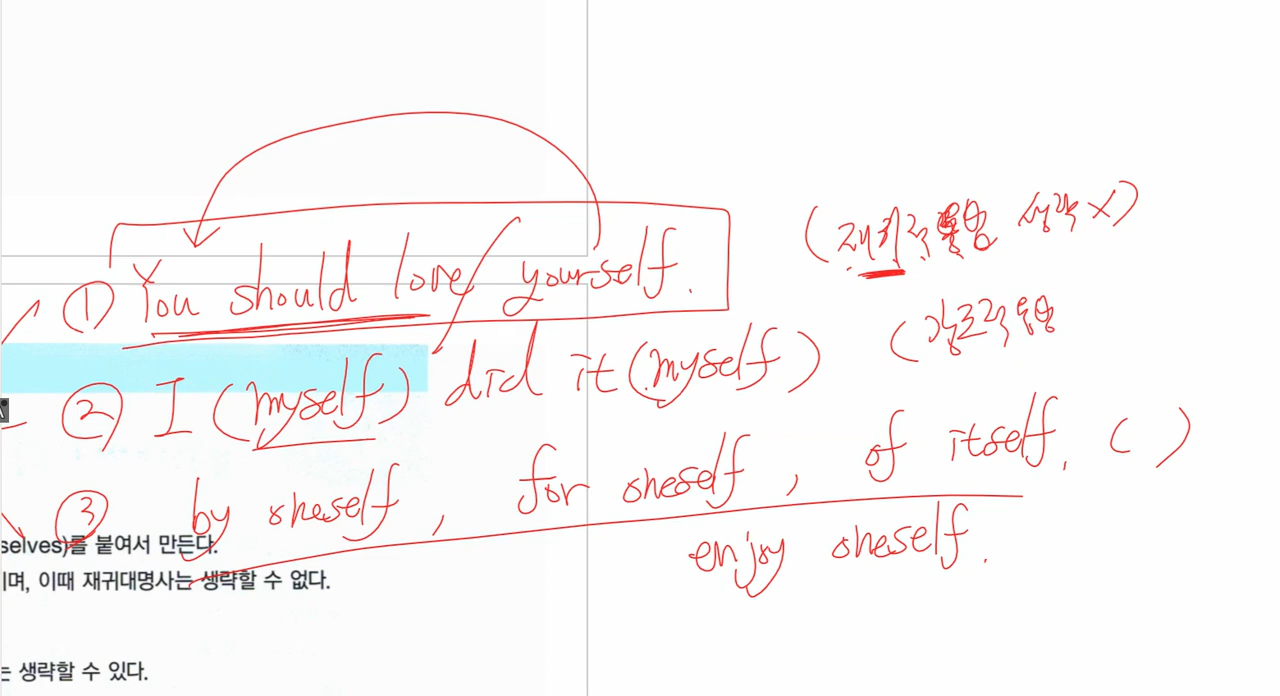 ① You should love yourself. (재귀적용법 생략 X)
② I (myself) did it (myself) (강조적용법
③ by oneself, for oneself, of itself, ( )
enjoy oneself.
selves)를 붙여서 만든다.
이며, 이때 재귀대명사는 생략할 수 없다.
는 생략할 수 있다.